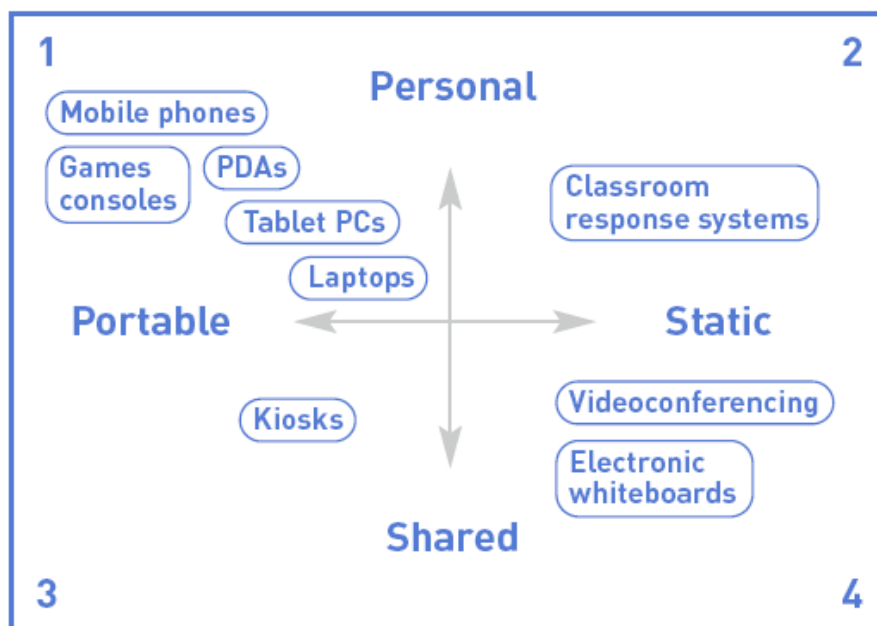 1
2
Personal
Mobile phones
Games
consoles
PDAs
Classroom
response systems
Tablet PCs
Laptops
Portable
Static
Kiosks
Videoconferencing
Electronic
whiteboards
Shared
3
4